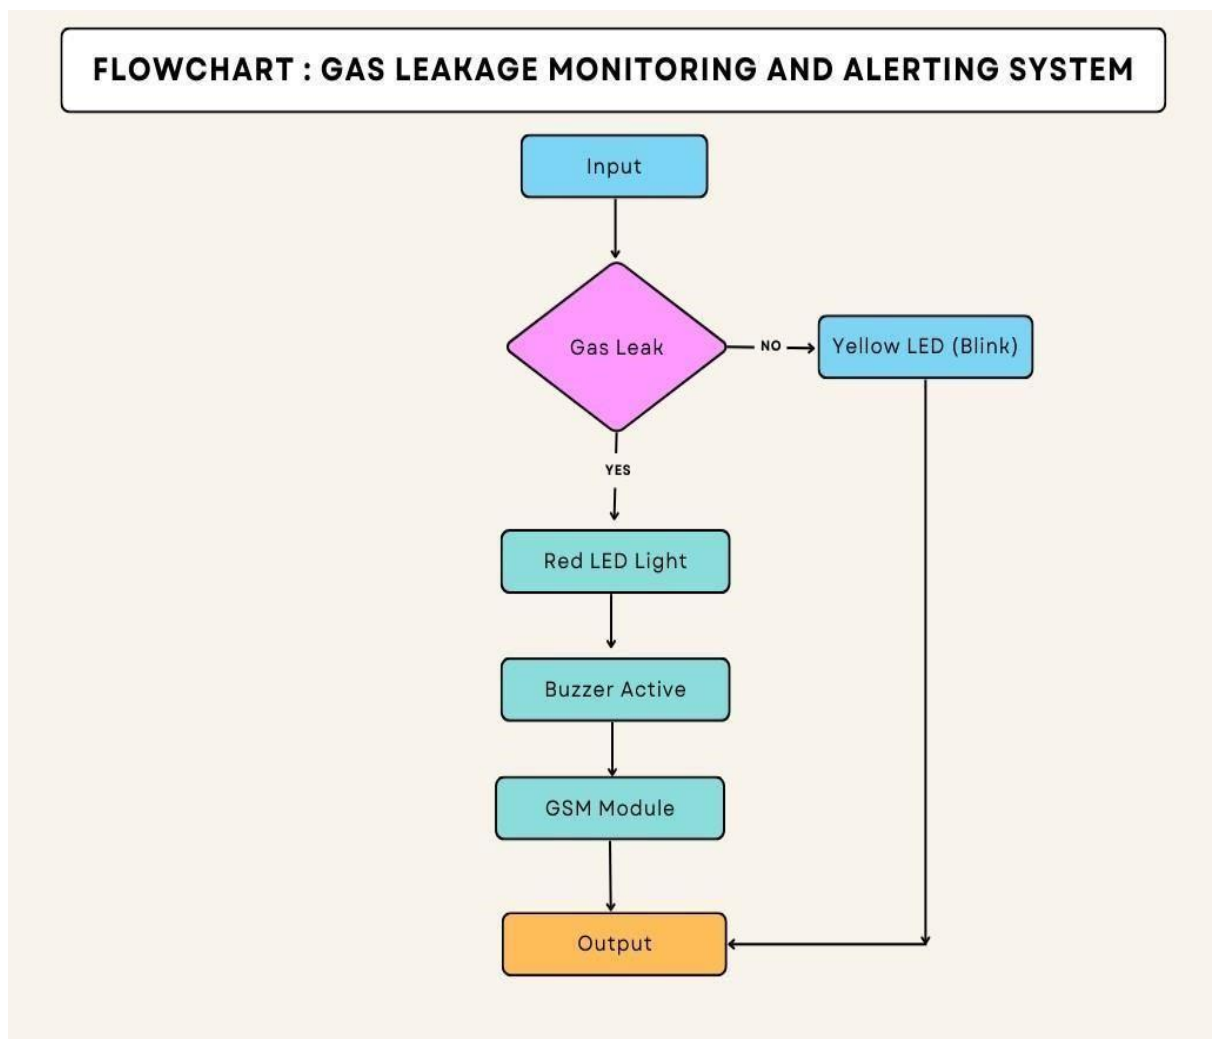 FLOWCHART : GAS LEAKAGE MONITORING AND ALERTING SYSTEM
Input
Gas Leak
NO
Yellow LED (Blink)
YES
Red LED Light
Buzzer Active
GSM Module
Output